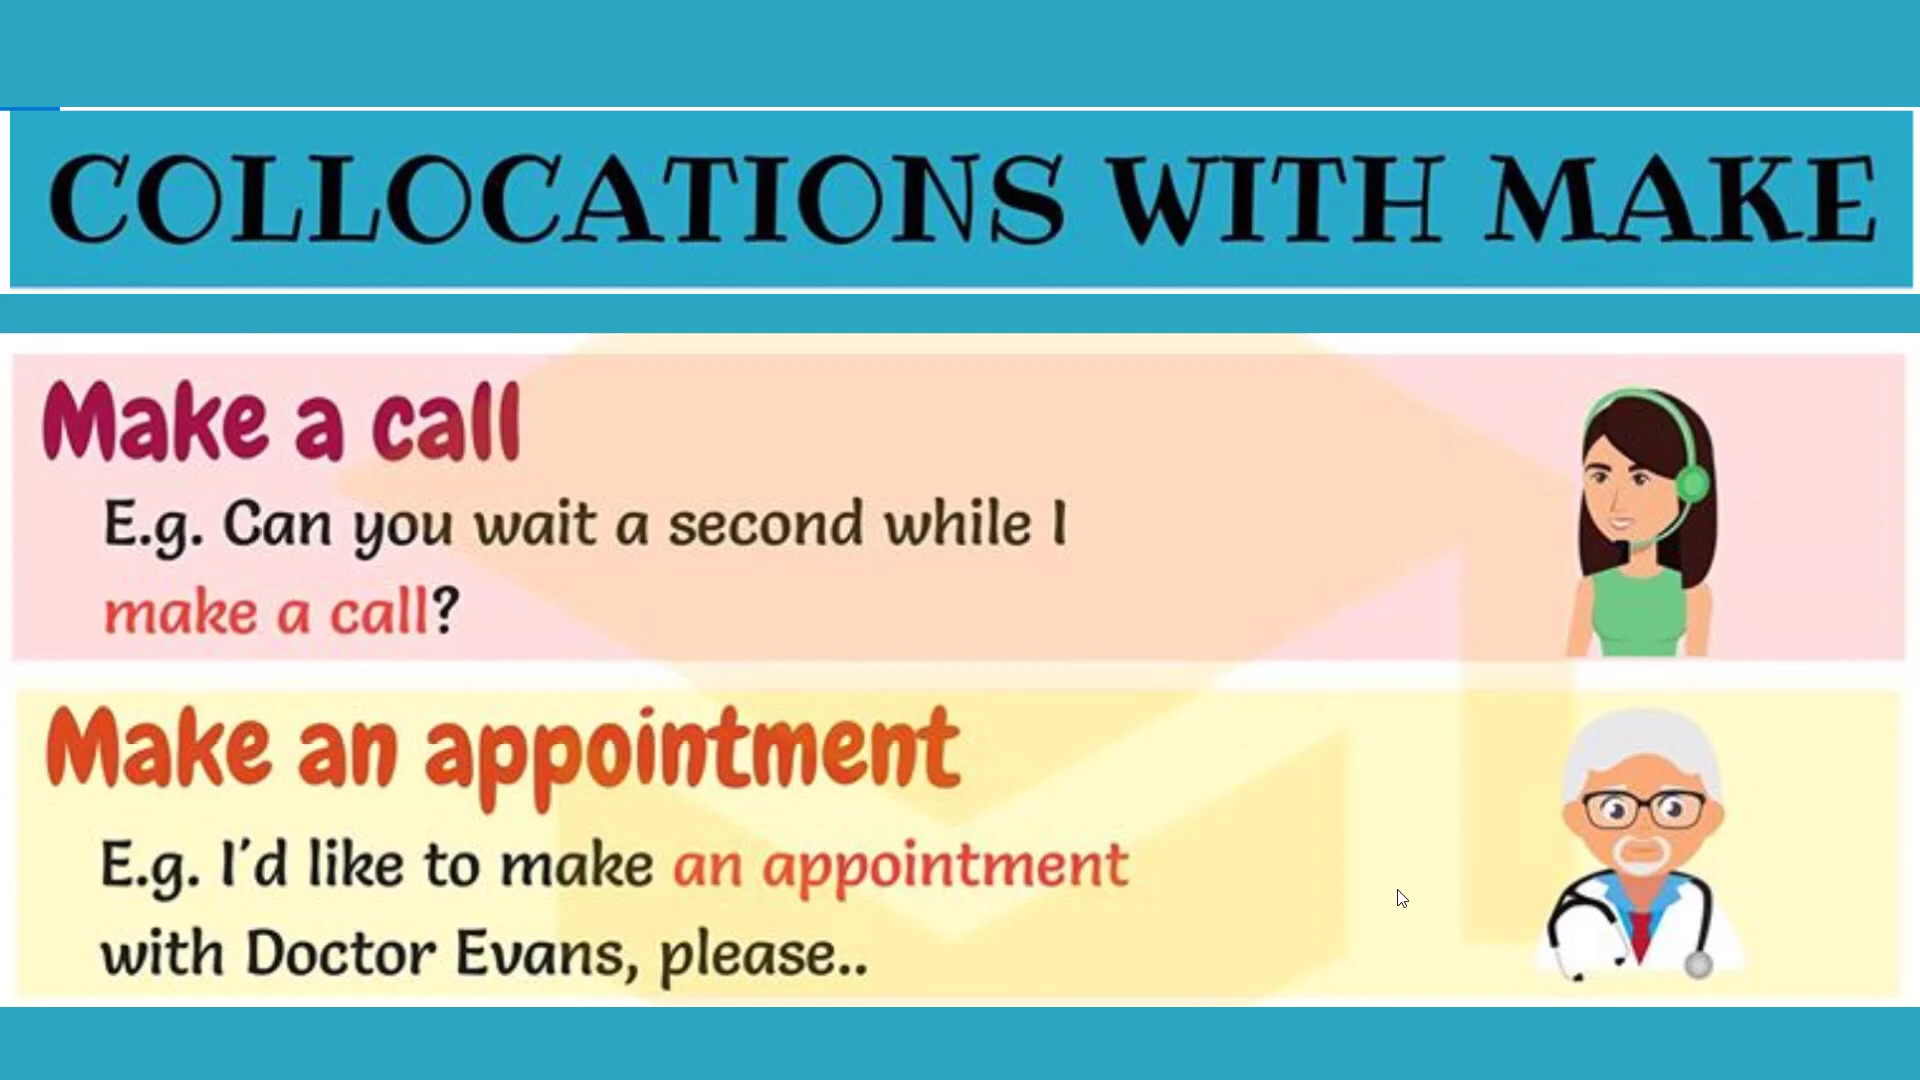 COLLOCATIONS WITH MAKE
Make a call
E.g. Can you wait a second while I
make a call?
Make an appointment
E.g. I'd like to make an appointment
with Doctor Evans, please..